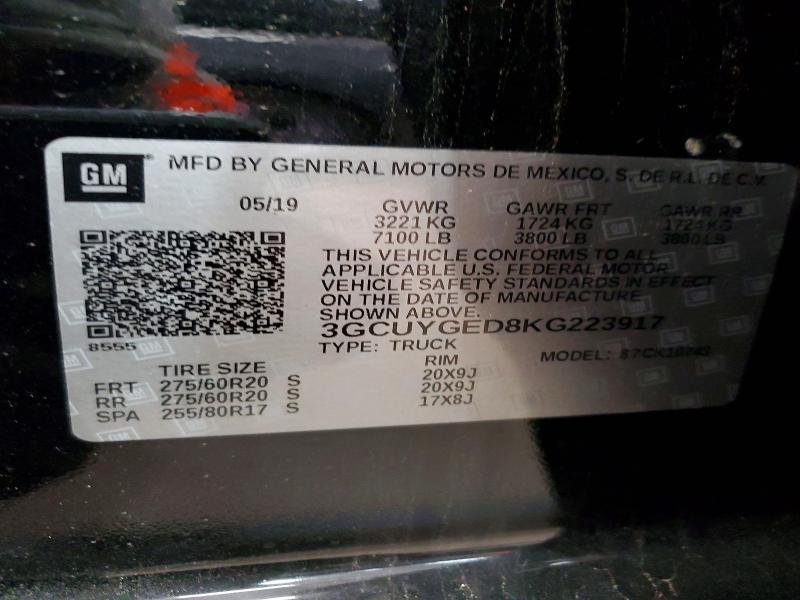 GM MFD BY GENERAL MOTORS DE MEXICO, S. DE R.L. DE C.V.
05/19 GVWR GAWR FRT GAWR RR
3221 KG 1724 KG 1724 KG
7100 LB 3800 LB 3800 LB
THIS VEHICLE CONFORMS TO ALL
APPLICABLE U.S. FEDERAL MOTOR
VEHICLE SAFETY STANDARDS IN EFFECT
ON THE DATE OF MANUFACTURE
SHOWN ABOVE.
3GCUYGED8KG223917
8555 TYPE: TRUCK MODEL:
TIRE SIZE RIM
FRT 275/60R20 S 20X9J
RR 275/60R20 S 20X9J
SPA 255/80R17 S 17X8J